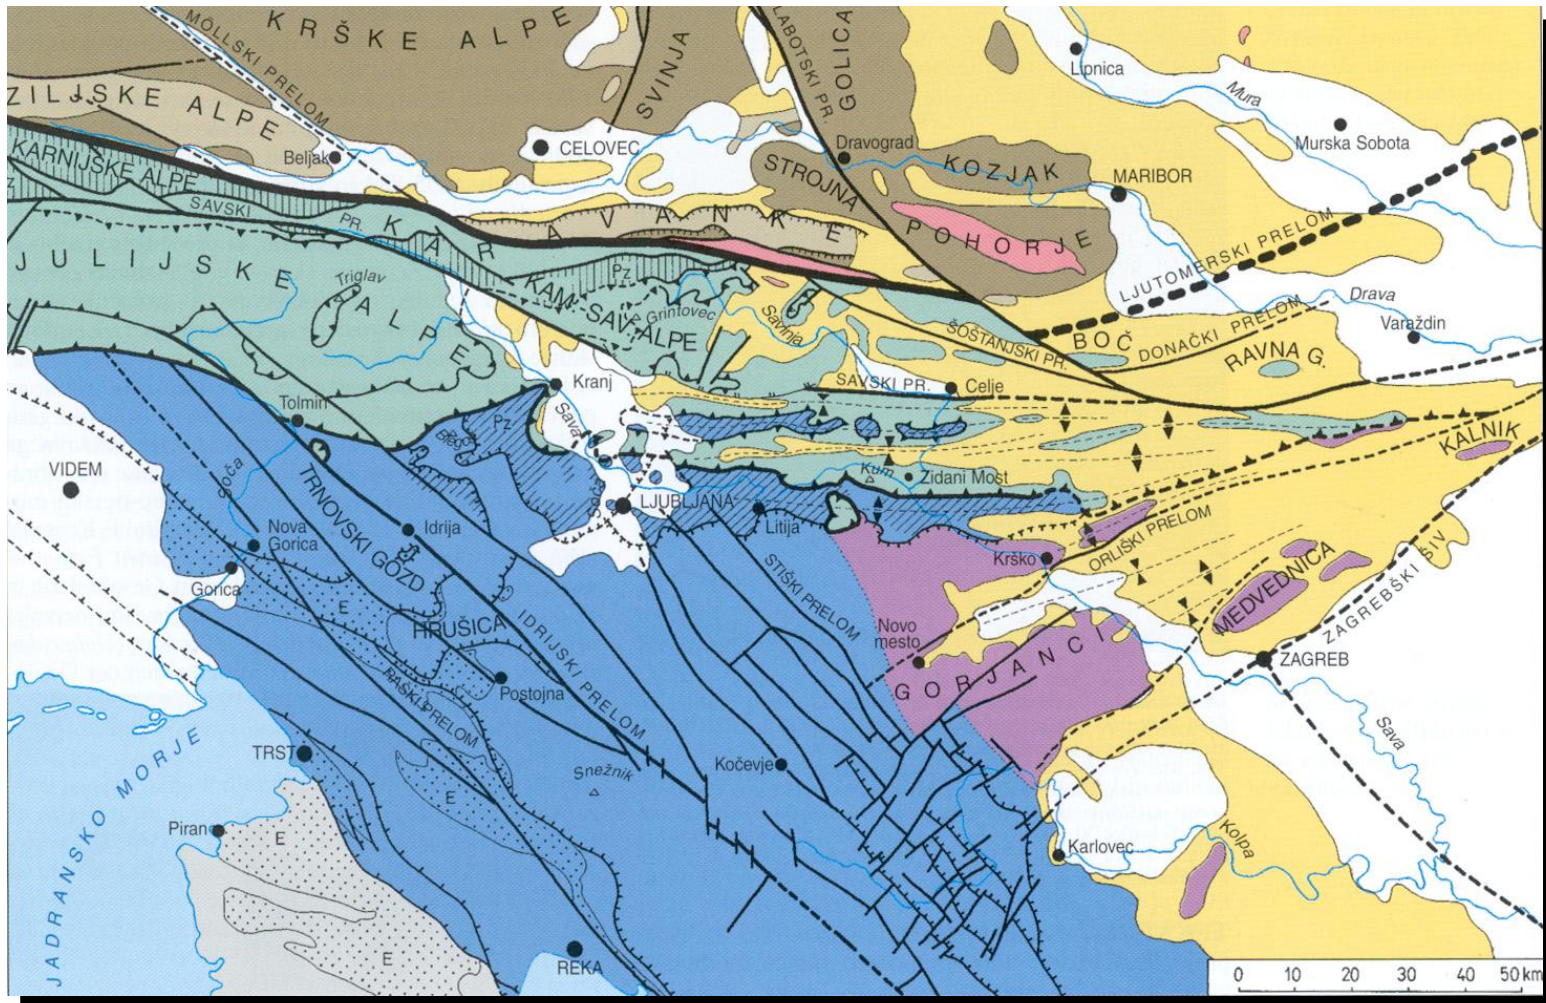 KRŠKE ALPE
MÖLLSKI PRELOM
SVINJA
LABOTSKI PR.
GOLICA
Lipnica
Mura
Murska Sobota
ZILJSKE ALPE
Beljak
CELOVEC
Dravograd
KOZJAK
MARIBOR
STROJNA
KARNIJSKE ALPE
SAVSKI PR.
KARAVANKE
POHORJE
LJUTOMERSKI PRELOM
JULIJSKE ALPE
Triglav
Pz
KAM. SAV. ALPE
Grintovec
Savinja
ŠOŠTANJSKI PR.
BOČ
DONAČKI PRELOM
Drava
Varaždin
RAVNA G.
Kranj
SAVSKI PR.
Celje
Tolmin
Sava
Pz
Blegoš
KALNIK
VIDEM
Soča
Kum
Zidani Most
LJUBLJANA
Litija
TRNOVSKI GOZD
Idrija
Nova
Gorica
Gorica
STIŠKI PRELOM
Krško
ORLIŠKI PRELOM
MEDVEDNICA
ZAGREBŠKI ŠIV
E
HRUŠICA
IDRIJSKI PRELOM
Novo
mesto
GORJANCI
ZAGREB
Postojna
RAŠKI PRELOM
Sava
JADRANSKO MORJE
TRST
Snežnik
Kočevje
E
Piran
E
Karlovec
Kolpa
E
REKA
0 10 20 30 40 50 km